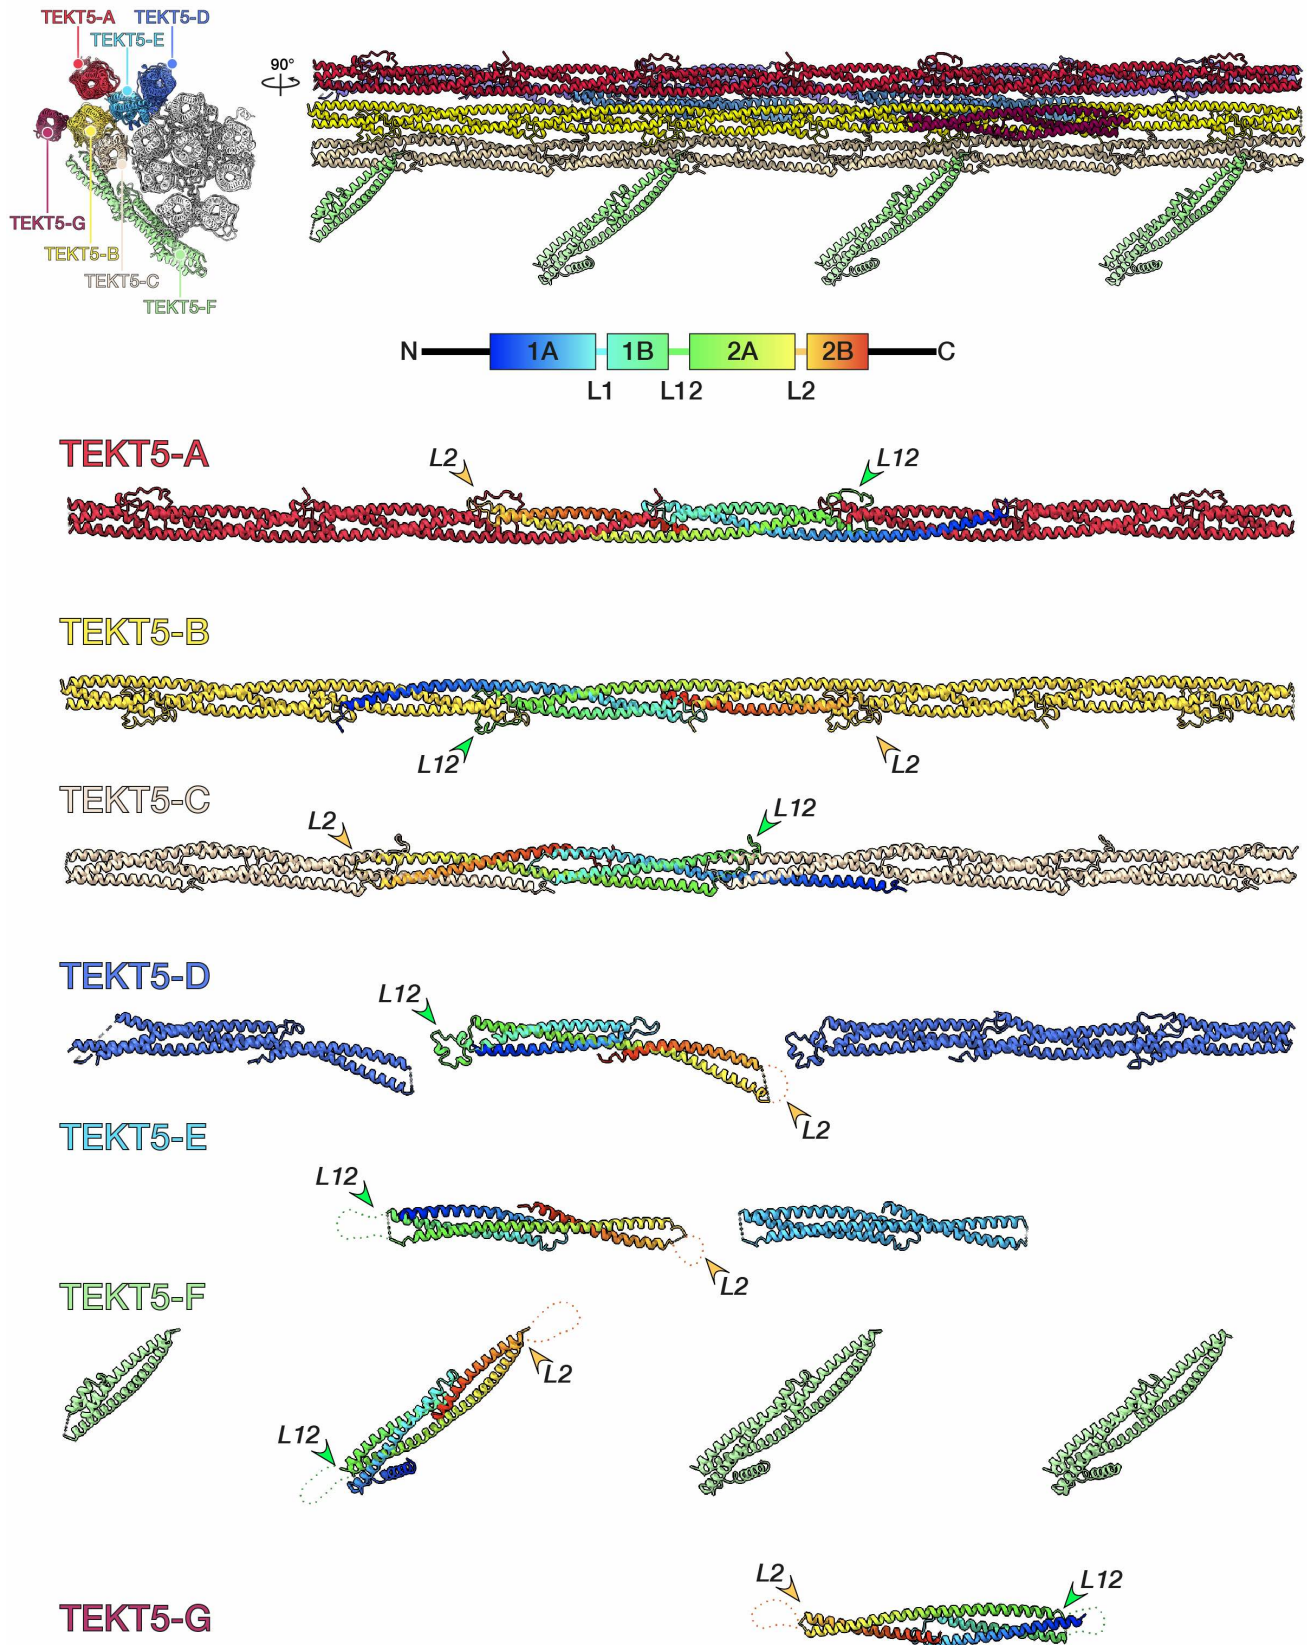 TEKT5-A TEKT5-D
TEKT5-E
90°
TEKT5-G
TEKT5-B
TEKT5-C
TEKT5-F
N 1A 1B 2A 2B C
L1 L12 L2
TEKT5-A
L2
L12
TEKT5-B
L12
L2
TEKT5-C
L2
L12
TEKT5-D
L12
L2
TEKT5-E
L12
L2
TEKT5-F
L2
L12
TEKT5-G
L2
L12